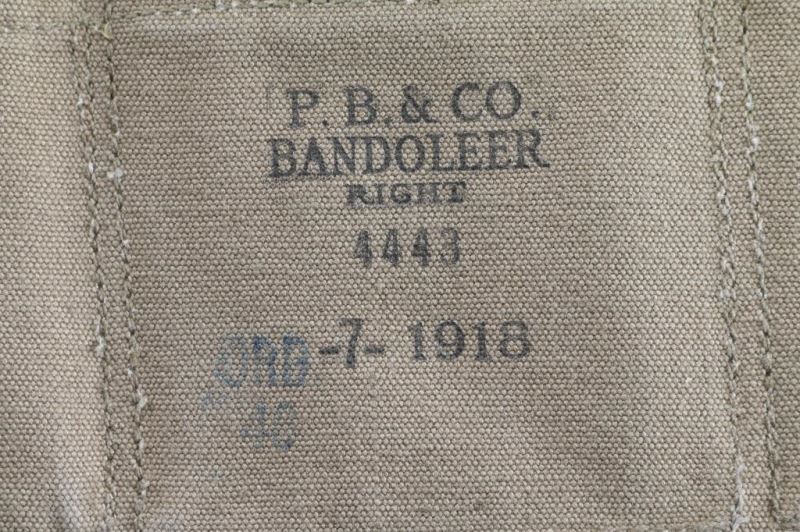 P. B. & CO.
BANDOLEER
RIGHT
4443
-7- 1918
ORD